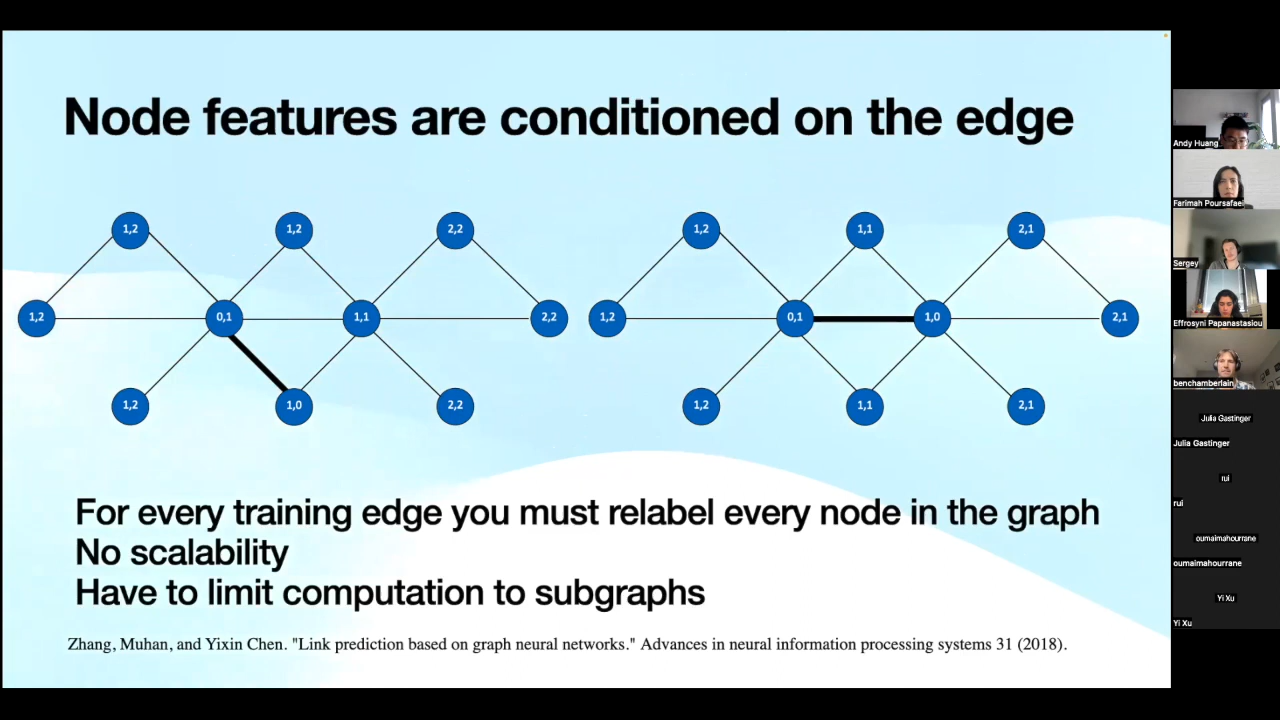 Node features are conditioned on the edge
1,2
1,2
2,2
1,2
0,1
1,1
2,2
1,2
1,0
2,2
1,2
1,1
2,1
1,2
0,1
1,0
2,1
1,2
1,1
2,1
For every training edge you must relabel every node in the graph
No scalability
Have to limit computation to subgraphs
Zhang, Muhan, and Yixin Chen. "Link prediction based on graph neural networks." Advances in neural information processing systems 31 (2018).
Andy Huang
Farimah Poursafaei
Sergey
Effrosyni Papanastasiou
benchamberlain
Julia Gastinger
Julia Gastinger
rui
rui
oumaimahourrane
oumaimahourrane
Yi Xu
Yi Xu